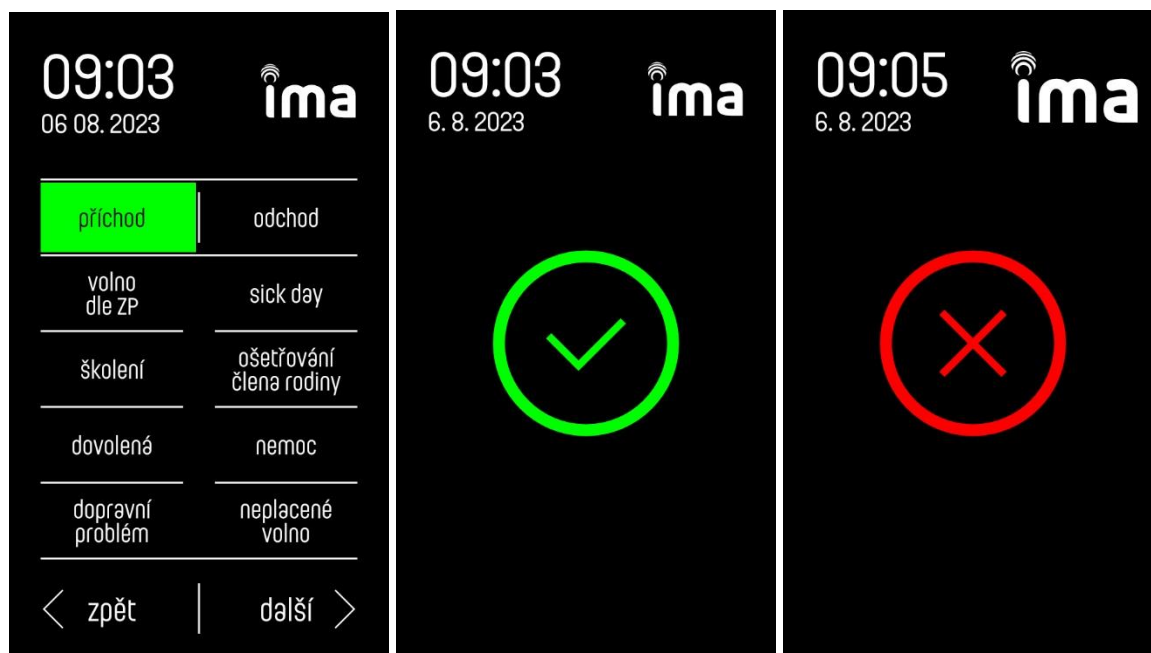 09:03
ima
06 08. 2023
příchod
odchod
volno
dle ZP
sick day
školení
ošetřování
člena rodiny
dovolená
nemoc
dopravní
problém
neplacené
volno
zpět
další
09:03
ima
6. 8. 2023
09:05
ima
6. 8. 2023